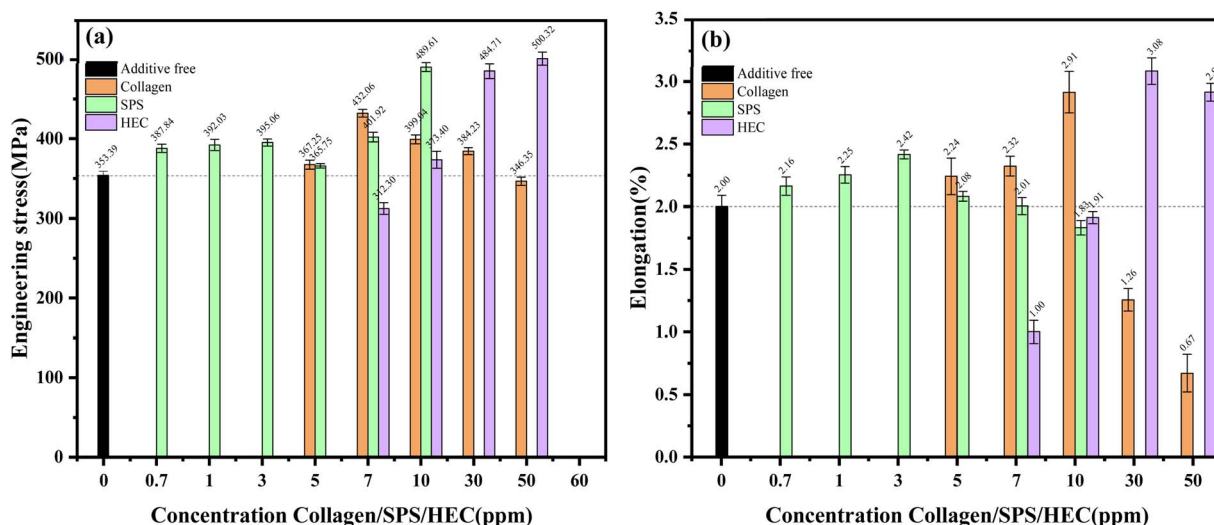 (a)
Additive free
Collagen
SPS
HEC
Engineering stress(MPa)
500
400
300
200
100
0
353.39
387.84
392.03
395.06
367.25
365.75
432.06
401.92
312.30
399.04
489.61
373.40
384.23
484.71
346.35
500.32
0 0.7 1 3 5 7 10 30 50 60
Concentration Collagen/SPS/HEC(ppm)
(b)
Additive free
Collagen
SPS
HEC
Elongation(%)
3.0
2.5
2.0
1.5
1.0
0.5
0.0
2.00
2.16
2.25
2.42
2.24
2.08
2.32
2.01
1.00
2.91
1.83
1.91
1.26
3.08
0.67
0 0.7 1 3 5 7 10 30 50
Concentration Collagen/SPS/HEC(ppm)